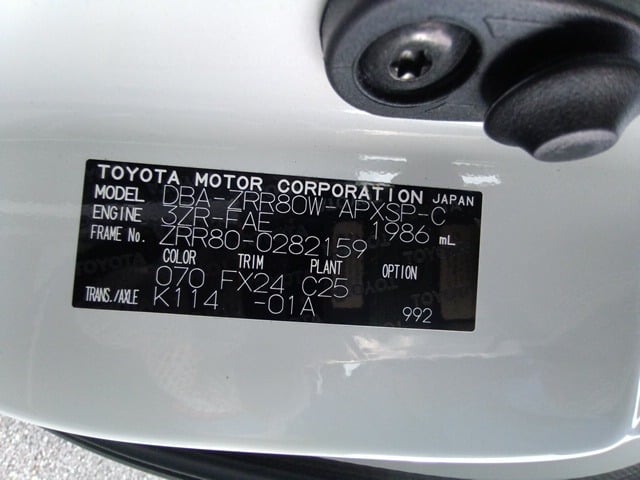 TOYOTA MOTOR CORPORATION JAPAN
MODEL DBA-ZRR80W-APXSP-C
ENGINE 3ZR-FAE 1986 mL
FRAME No. ZRR80-0282159
COLOR TRIM PLANT OPTION
070 FX24 C25
TRANS./AXLE K114 -01A
992